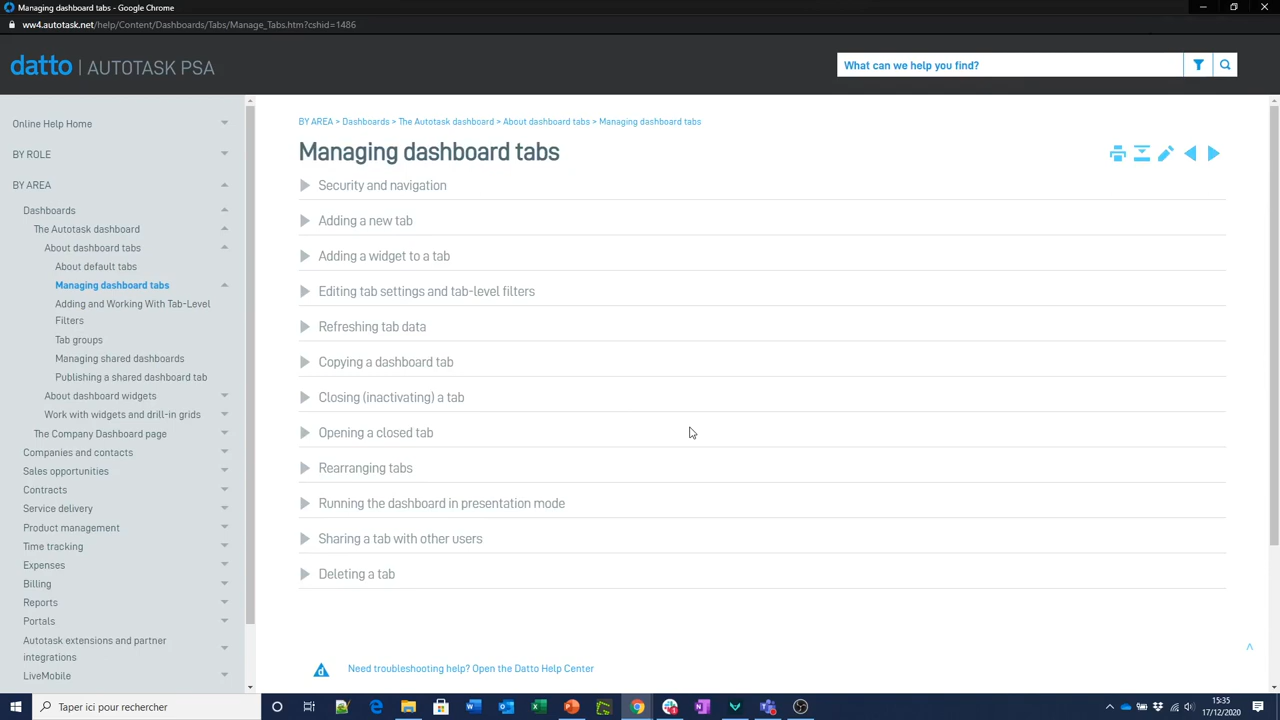 Managing dashboard tabs - Google Chrome
ww4.autotask.net/help/Content/Dashboards/Tabs/Manage_Tabs.htm?cshid=1486
datto | AUTOTASK PSA
What can we help you find?
Online Help Home
BY ROLE
BY AREA
Dashboards
The Autotask dashboard
About dashboard tabs
About default tabs
Managing dashboard tabs
Adding and Working With Tab-Level
Filters
Tab groups
Managing shared dashboards
Publishing a shared dashboard tab
About dashboard widgets
Work with widgets and drill-in grids
The Company Dashboard page
Companies and contacts
Sales opportunities
Contracts
Service delivery
Product management
Time tracking
Expenses
Billing
Reports
Portals
Autotask extensions and partner
integrations
LiveMobile
BY AREA > Dashboards > The Autotask dashboard > About dashboard tabs > Managing dashboard tabs
Managing dashboard tabs
Security and navigation
Adding a new tab
Adding a widget to a tab
Editing tab settings and tab-level filters
Refreshing tab data
Copying a dashboard tab
Closing (inactivating) a tab
Opening a closed tab
Rearranging tabs
Running the dashboard in presentation mode
Sharing a tab with other users
Deleting a tab
Need troubleshooting help? Open the Datto Help Center
Taper ici pour rechercher
15:35
17/12/2020